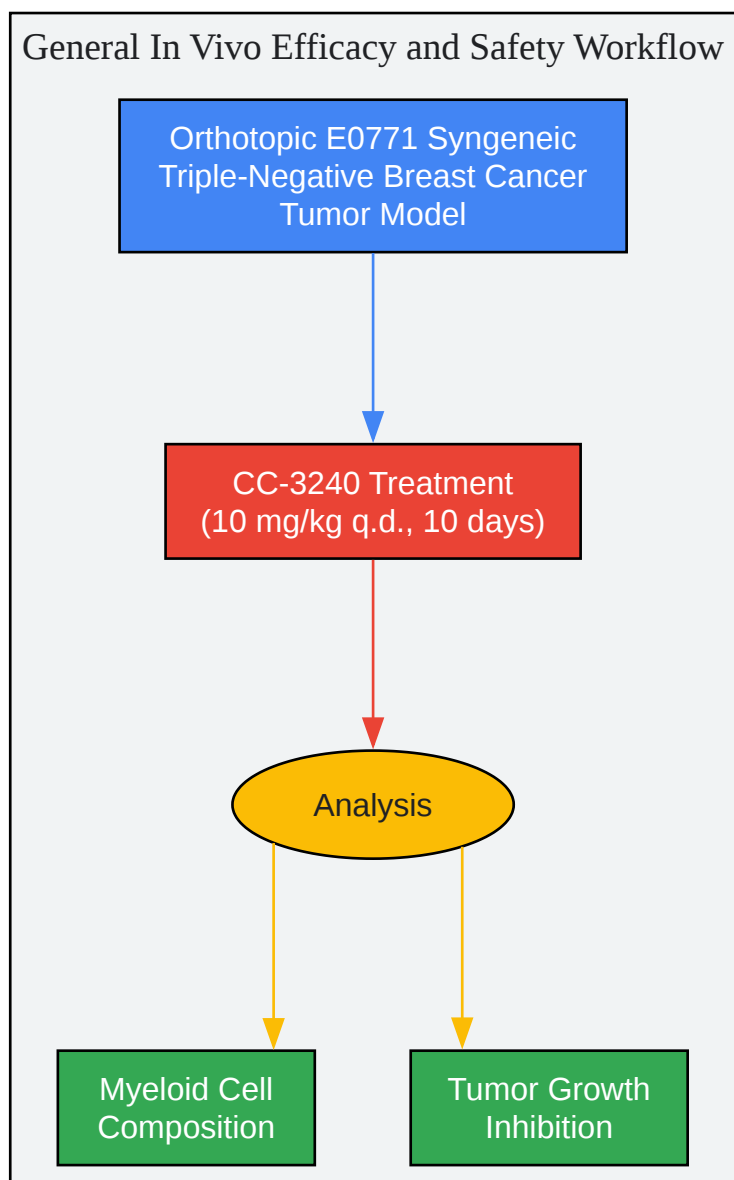 General In Vivo Efficacy and Safety Workflow
Orthotopic E0771 Syngeneic
Triple-Negative Breast Cancer
Tumor Model
CC-3240 Treatment
(10 mg/kg q.d., 10 days)
Analysis
Myeloid Cell
Composition
Tumor Growth
Inhibition